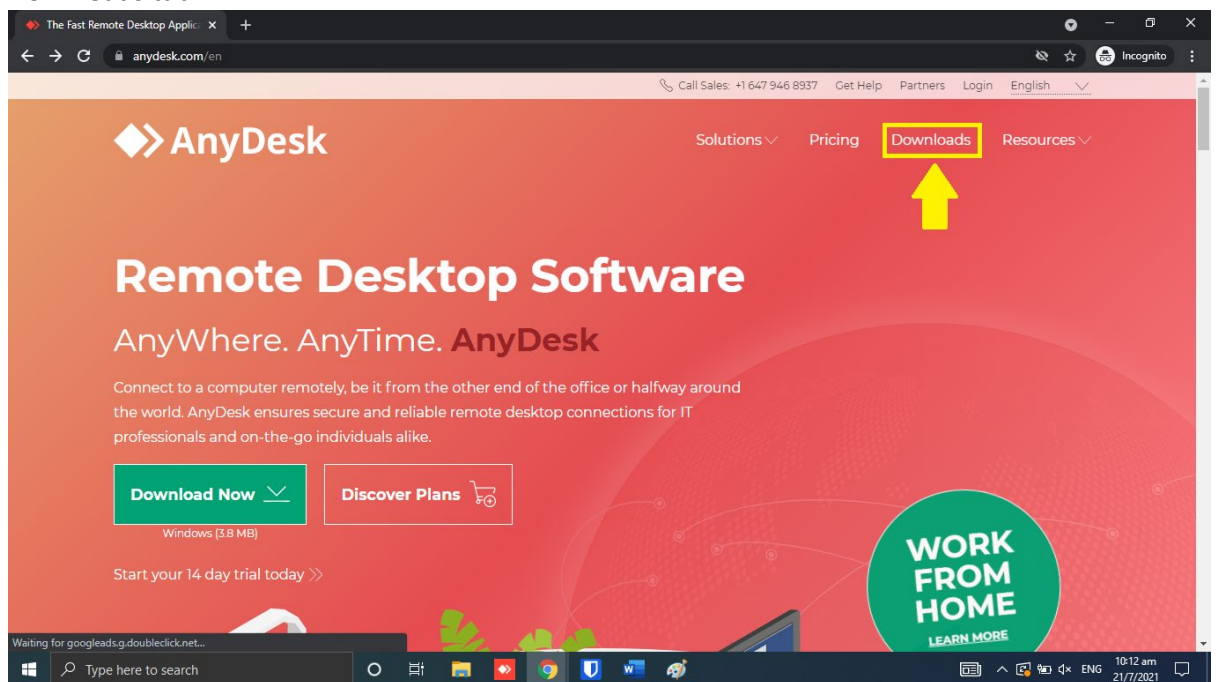 The Fast Remote Desktop Applic
anydesk.com/en
Incognito
Call Sales: +1 647 946 8937 Get Help Partners Login English
AnyDesk
Solutions Pricing Downloads Resources
Remote Desktop Software
AnyWhere. AnyTime. AnyDesk
Connect to a computer remotely, be it from the other end of the office or halfway around
the world. AnyDesk ensures secure and reliable remote desktop connections for IT
professionals and on-the-go individuals alike.
Download Now Discover Plans
Windows (3.8 MB)
Start your 14 day trial today
WORK
FROM
HOME
LEARN MORE
Waiting for googleads.g.doubleclick.net...
Type here to search
ENG
10:12 am
21/7/2021